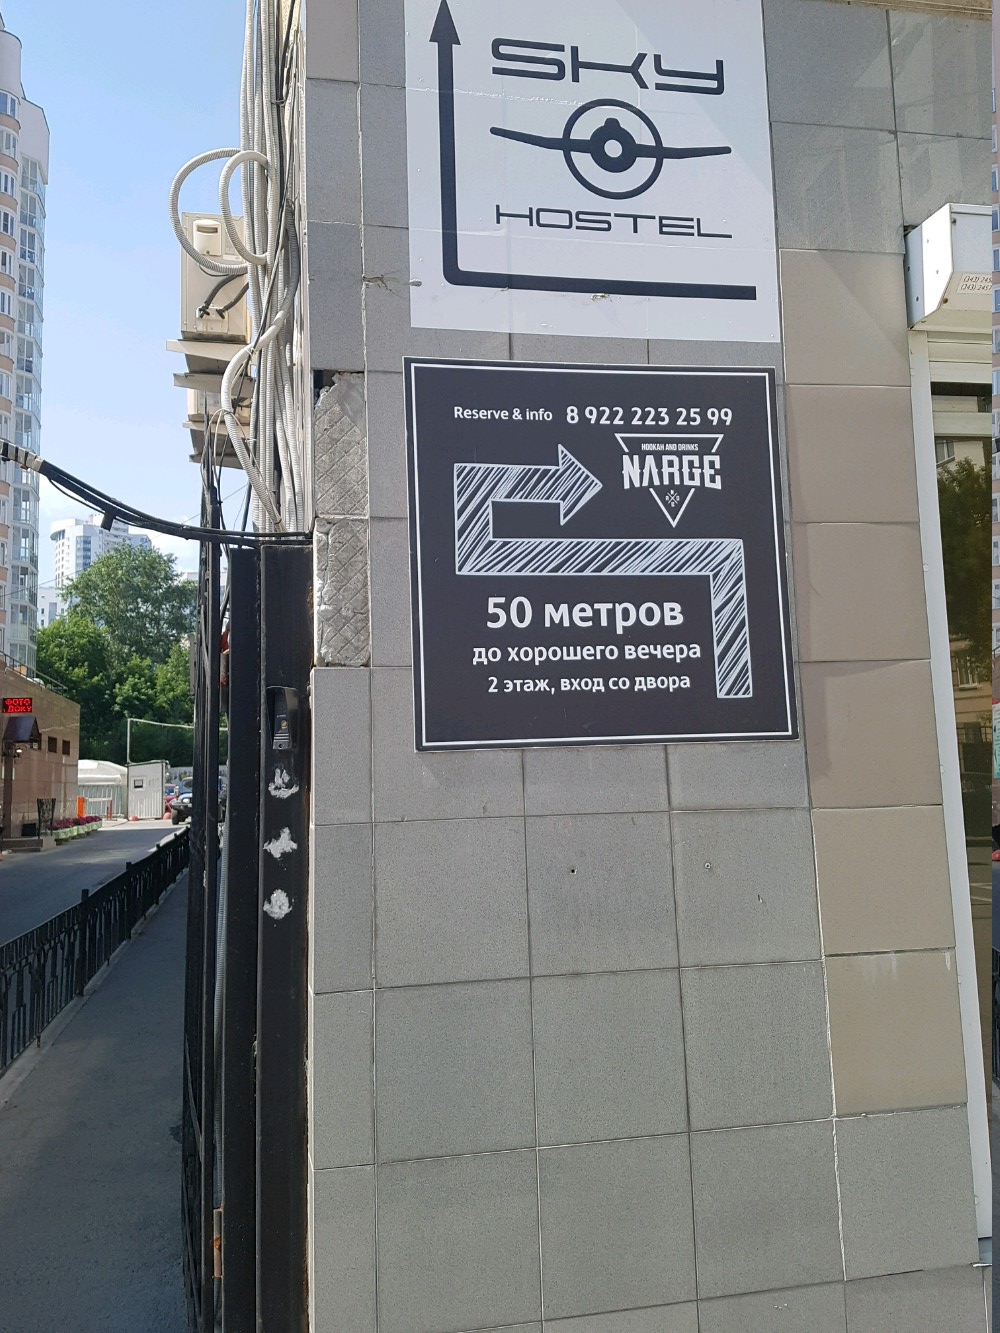 SKY
HOSTEL
Reserve & info 8 922 223 25 99
HOOKAH AND DRINKS
NARGE
50 метров
до хорошего вечера
2 этаж, вход со двора
ФОТО